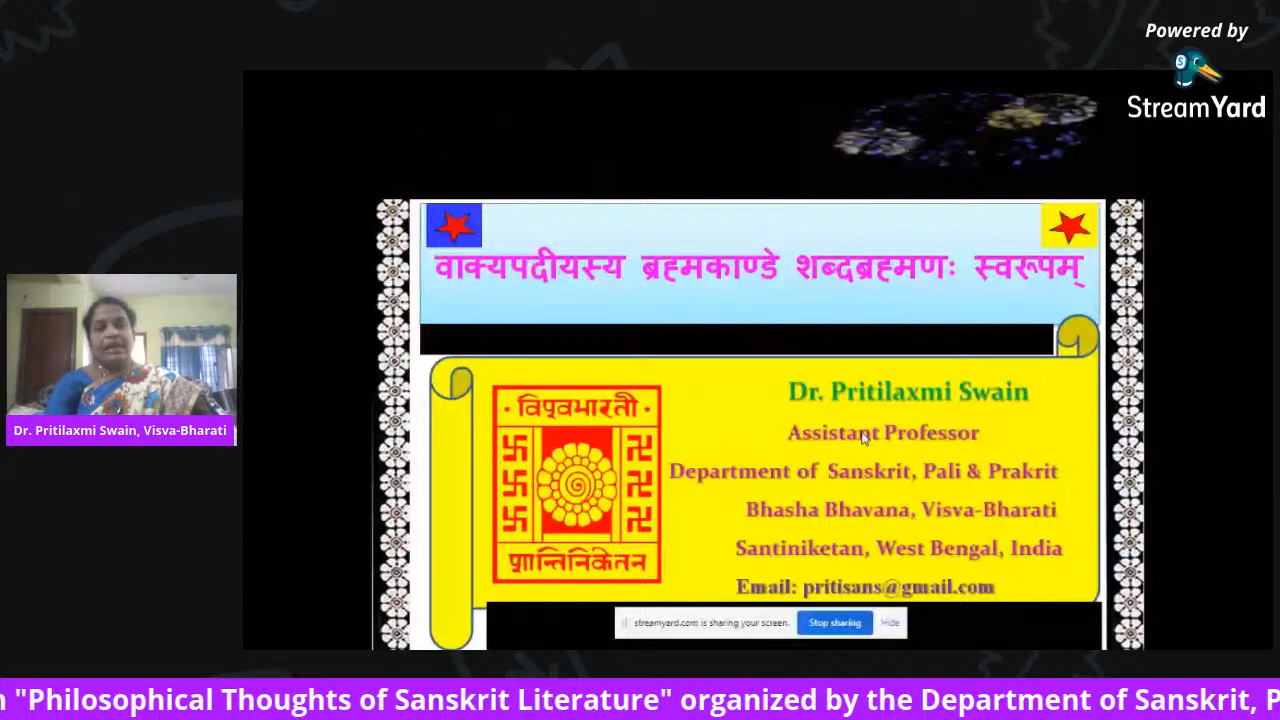 Powered by
StreamYard
वाक्यपदीयस्य ब्रह्मकाण्डे शब्दब्रह्मणः स्वरूपम्
Dr. Pritilaxmi Swain
Assistant Professor
Department of Sanskrit, Pali & Prakrit
Bhasha Bhavana, Visva-Bharati
Santiniketan, West Bengal, India
Email: pritisans@gmail.com
विश्वभारती
शान्तिनिकेतन
Dr. Pritilaxmi Swain, Visva-Bharati
streamyard.com is sharing your screen.
Stop sharing
Hide
"Philosophical Thoughts of Sanskrit Literature" organized by the Department of Sanskrit,